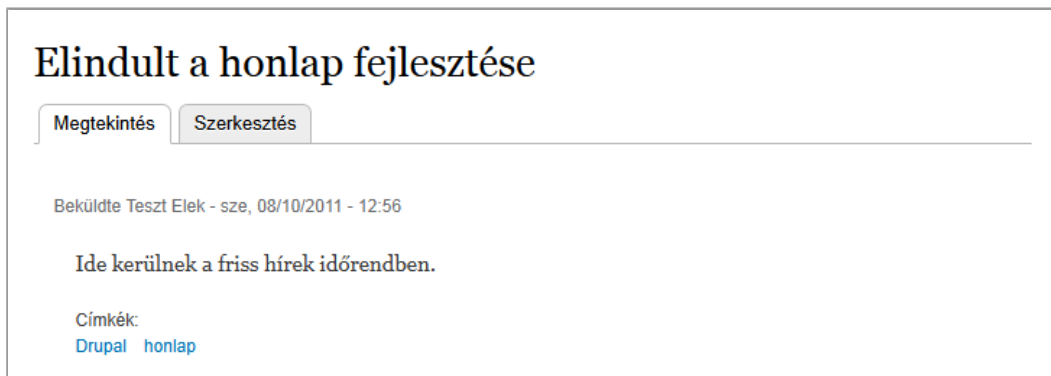 Elindult a honlap fejlesztése
Megtekintés Szerkesztés
Beküldte Teszt Elek - sze, 08/10/2011 - 12:56
Ide kerülnek a friss hírek időrendben.
Címkék:
Drupal honlap